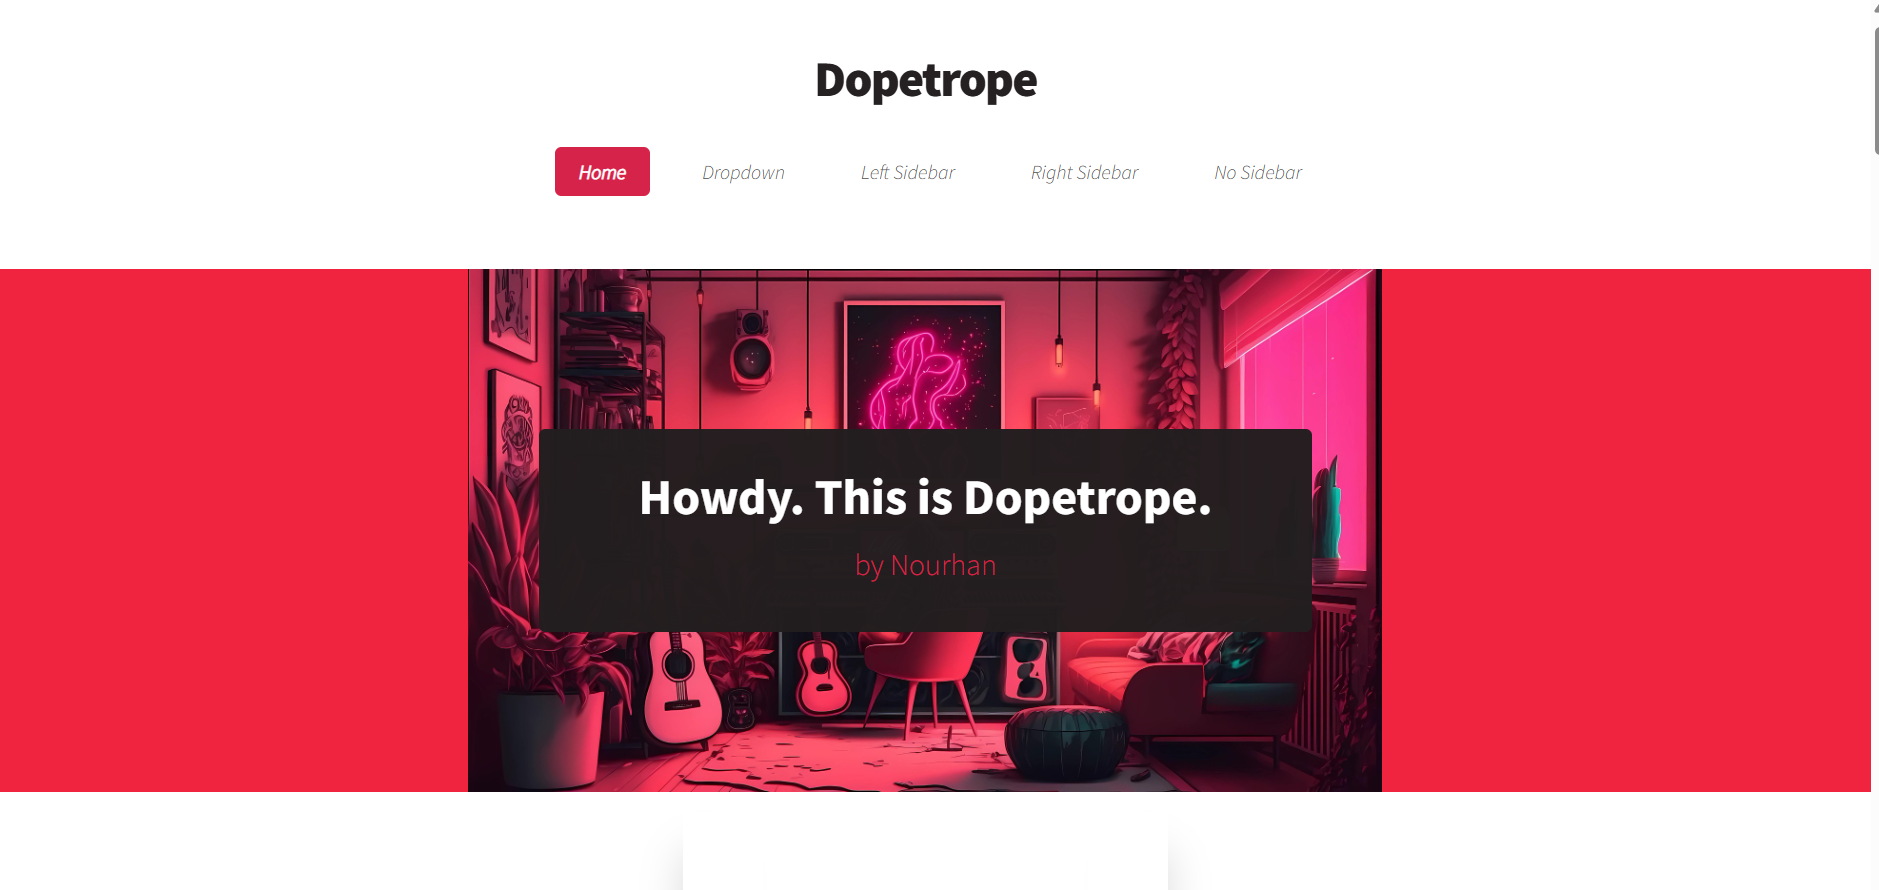 Dopetrope
Home
Dropdown
Left Sidebar
Right Sidebar
No Sidebar
Howdy. This is Dopetrope.
by Nourhan